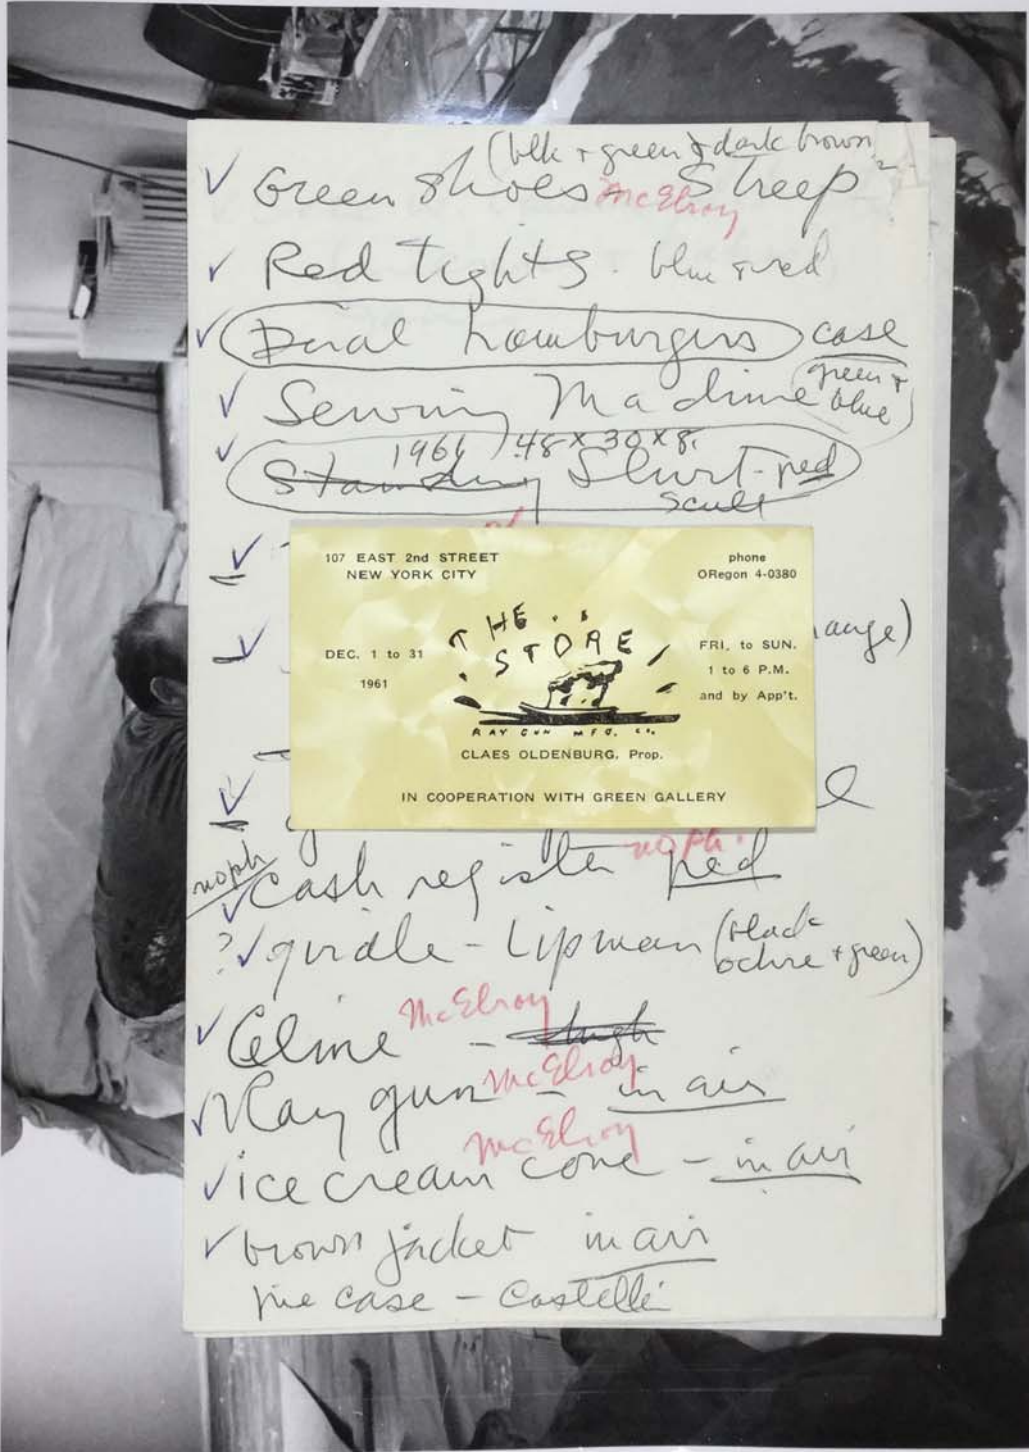 (blk + green & dark brown
Green shoes McElroy Streep
Red tights - blue & red
Dual hamburgers case
Sewing Machine (green + blue)
1961 48 x 30 x 8.
Standing Shirt - ped
Scull
107 EAST 2nd STREET
NEW YORK CITY
phone
ORegon 4-0380
THE
STORE
DEC. 1 to 31
1961
FRI. to SUN.
1 to 6 P.M.
and by App't.
RAY GUN MFG. CO.
CLAES OLDENBURG, Prop.
IN COOPERATION WITH GREEN GALLERY
noph.
noph
Cash register ped
? girdle - Lipman (black
ochre + green)
McElroy
Celine -
McElroy
Ray gun - in air
McElroy
ice cream cone - in air
brown jacket in air
pie case - Castelli